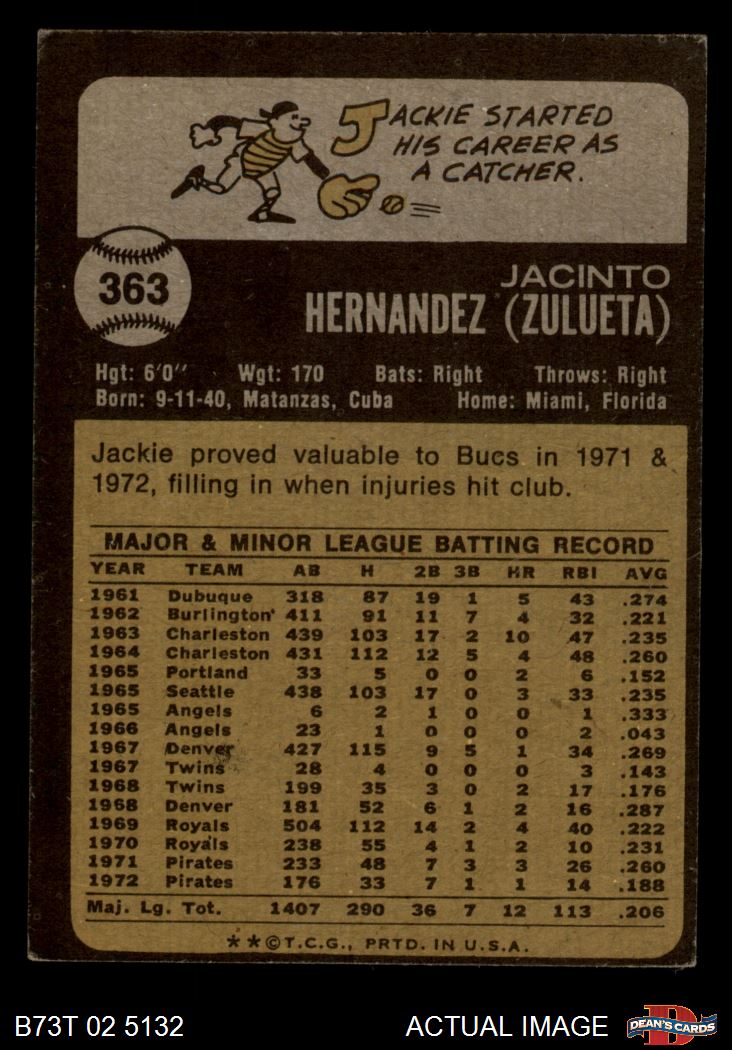 JACKIE STARTED
HIS CAREER AS
A CATCHER.
363
JACINTO
HERNANDEZ (ZULUETA)
Hgt: 6'0" Wgt: 170 Bats: Right Throws: Right
Born: 9-11-40, Matanzas, Cuba Home: Miami, Florida
Jackie proved valuable to Bucs in 1971 &
1972, filling in when injuries hit club.
MAJOR & MINOR LEAGUE BATTING RECORD
YEAR TEAM AB H 2B 3B HR RBI AVG
1961 Dubuque 318 87 19 1 5 43 .274
1962 Burlington 411 91 11 7 4 32 .221
1963 Charleston 439 103 17 2 10 47 .235
1964 Charleston 431 112 12 5 4 48 .260
1965 Portland 33 5 0 0 2 6 .152
1965 Seattle 438 103 17 0 3 33 .235
1965 Angels 6 2 1 0 0 1 .333
1966 Angels 23 1 0 0 0 2 .043
1967 Denver 427 115 9 5 1 34 .269
1967 Twins 28 4 0 0 0 3 .143
1968 Twins 199 35 3 0 2 17 .176
1968 Denver 181 52 6 1 2 16 .287
1969 Royals 504 112 14 2 4 40 .222
1970 Royals 238 55 4 1 2 10 .231
1971 Pirates 233 48 7 3 3 26 .260
1972 Pirates 176 33 7 1 1 14 .188
Maj. Lg. Tot. 1407 290 36 7 12 113 .206
**©T.C.G., PRTD. IN U.S.A.
B73T 02 5132 ACTUAL IMAGE D DEAN'S CARDS